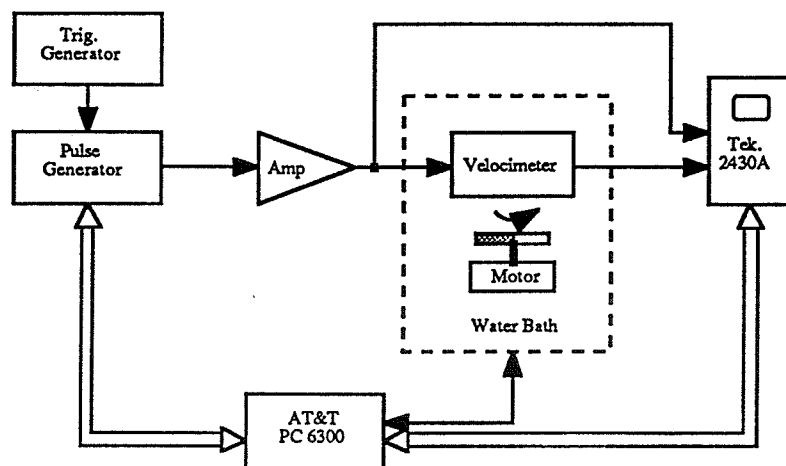 Trig.
Generator
Pulse
Generator
Amp
Velocimeter
Tek.
2430A
Motor
Water Bath
AT&T
PC 6300